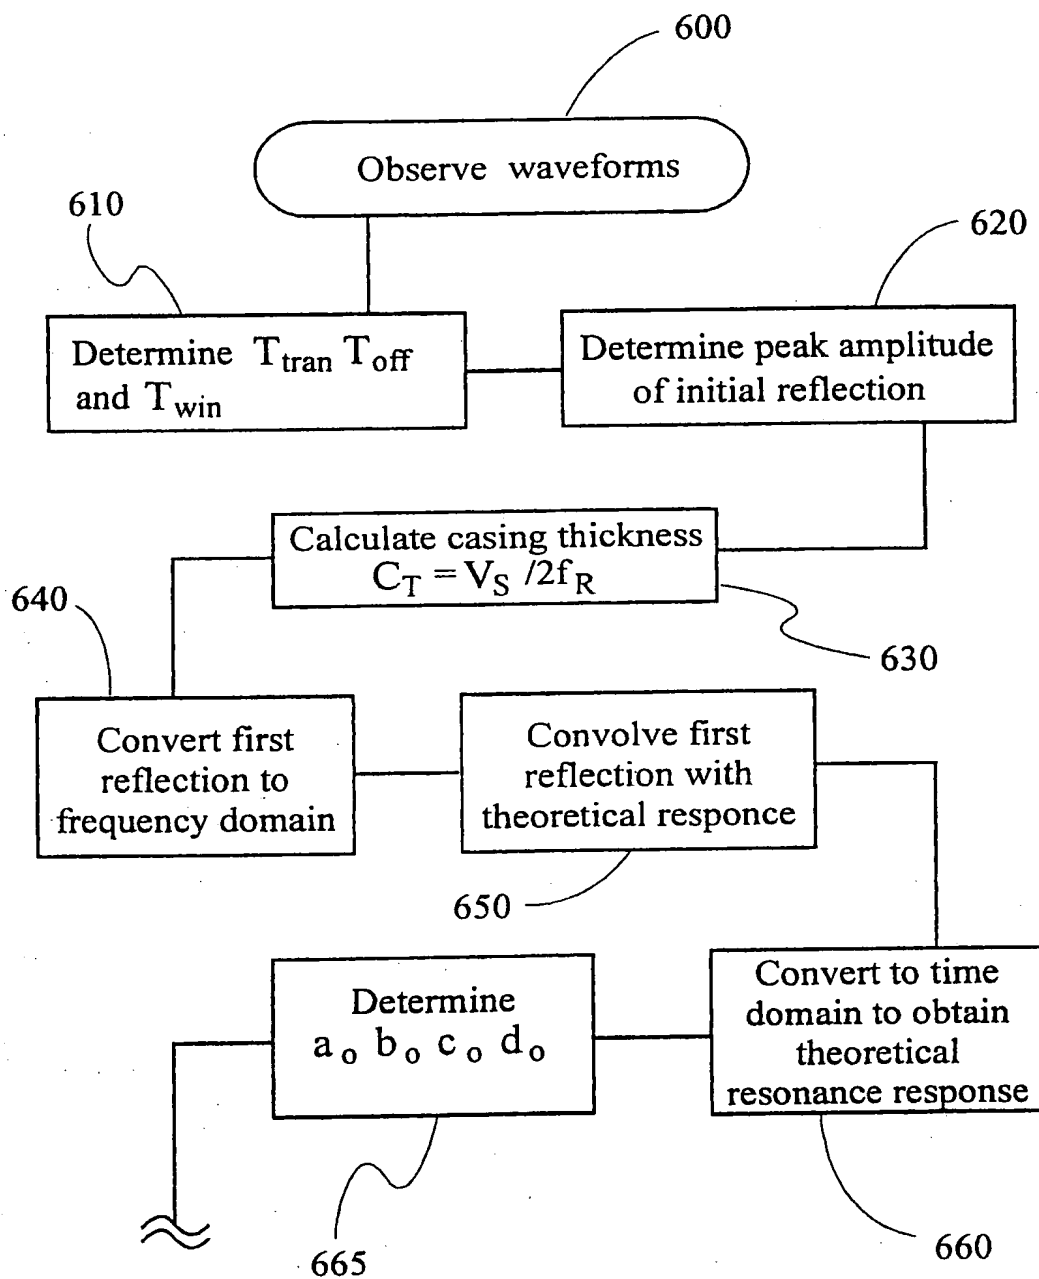 600
Observe waveforms
610
620
Determine T_tran T_off
and T_win
Determine peak amplitude
of initial reflection
Calculate casing thickness
C_T = V_S /2f_R
640
630
Convert first
reflection to
frequency domain
Convolve first
reflection with
theoretical responce
650
Convert to time
domain to obtain
theoretical
resonance response
Determine
a_o b_o c_o d_o
665
660